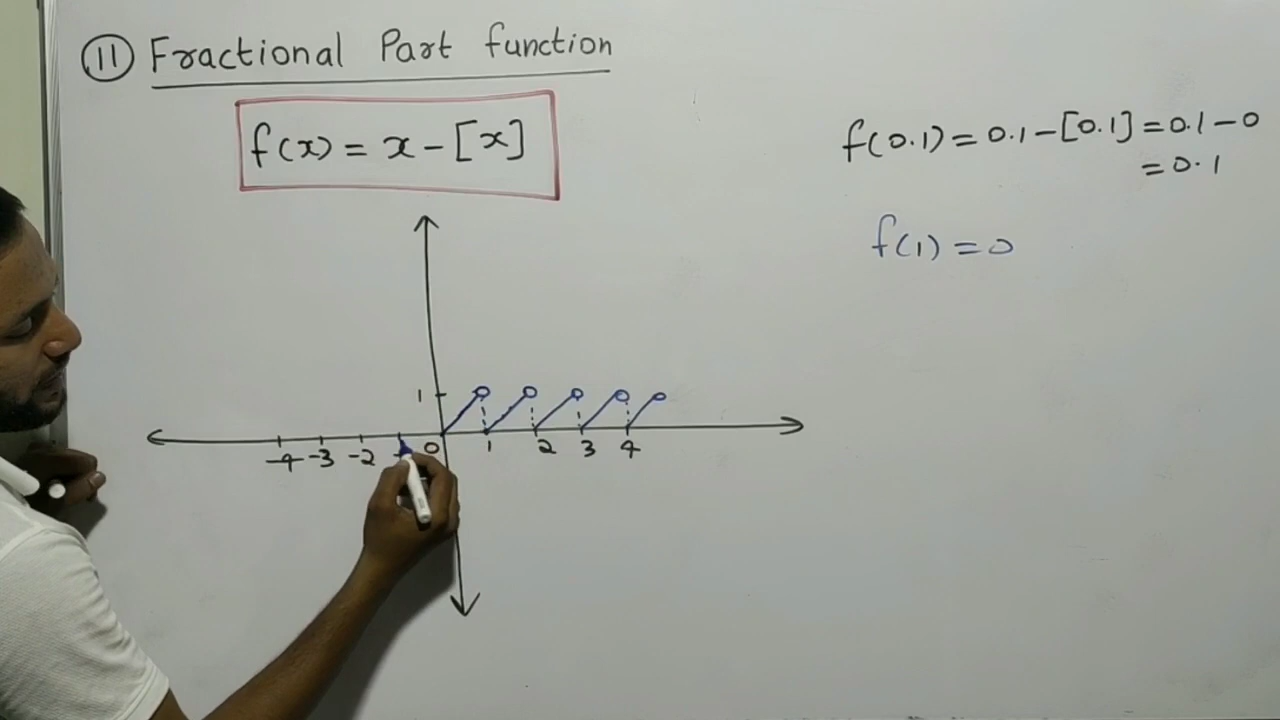 11 Fractional Part function
f(x) = x - [x]
f(0.1) = 0.1 - [0.1] = 0.1 - 0
= 0.1
f(1) = 0
1
-4 -3 -2 0 1 2 3 4